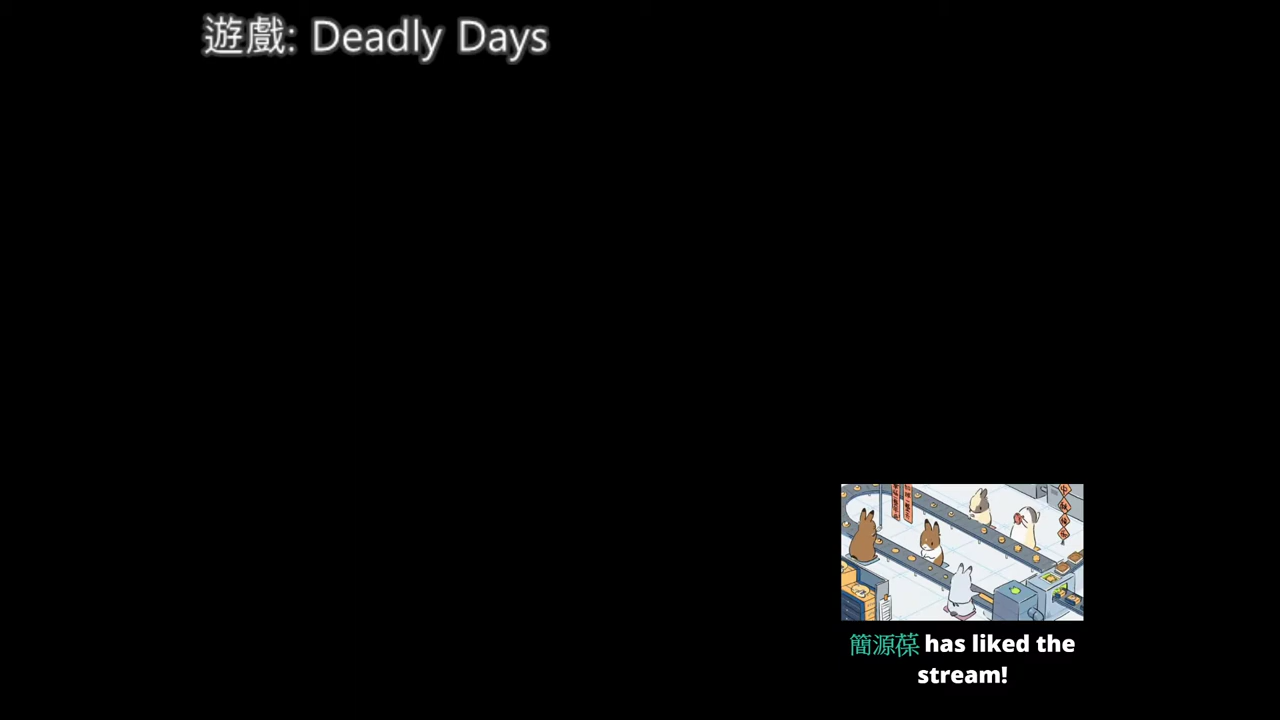 遊戲: Deadly Days
簡源葆 has liked the
stream!